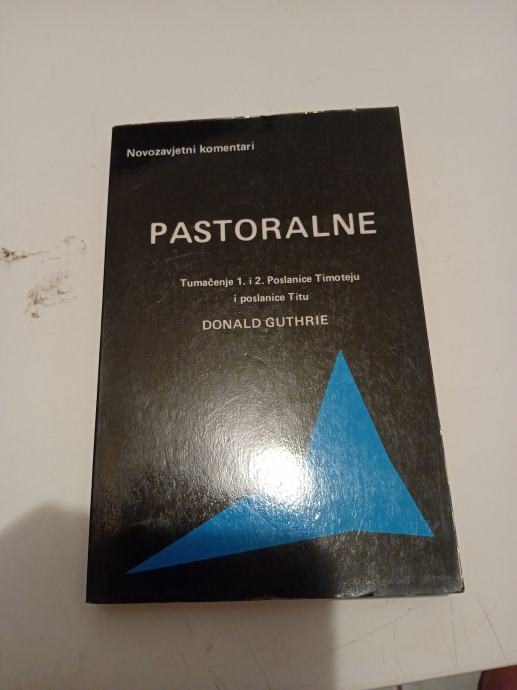 Novozavjetni komentari
PASTORALNE
Tumačenje 1. i 2. Poslanice Timoteju
i poslanice Titu
DONALD GUTHRIE